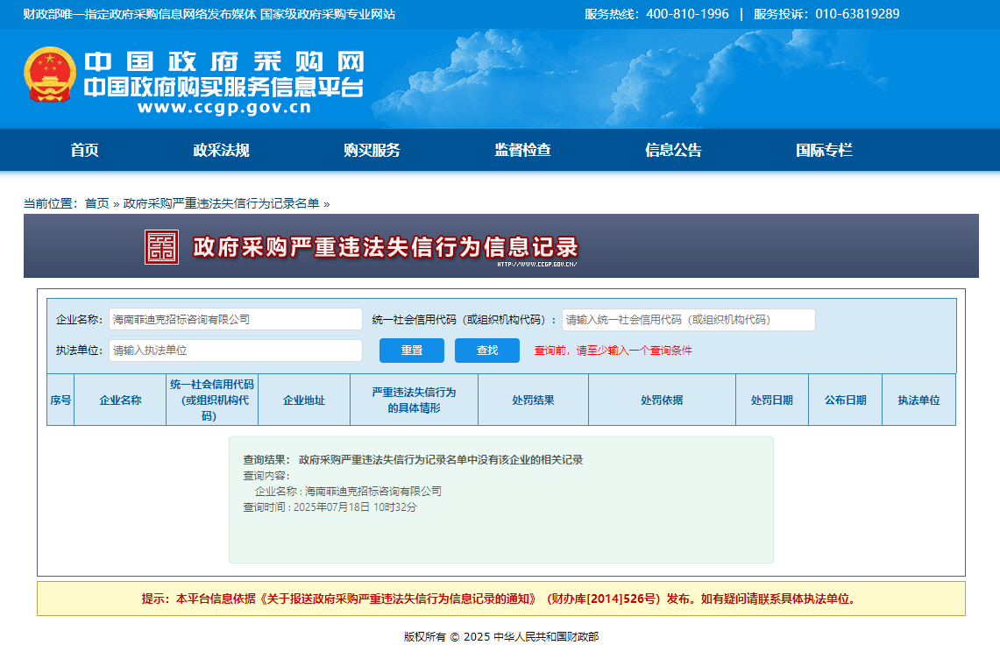 财政部唯一指定政府采购信息网络发布媒体 国家级政府采购专业网站
服务热线：400-810-1996 | 服务投诉：010-63819289
中国政府采购网
中国政府购买服务信息平台
www.ccgp.gov.cn
首页 政采法规 购买服务 监督检查 信息公告 国际专栏
当前位置：首页 » 政府采购严重违法失信行为记录名单 »
政府采购严重违法失信行为信息记录
HTTP://WWW.CCGP.GOV.CN/
企业名称：海南菲迪克招标咨询有限公司 统一社会信用代码（或组织机构代码）：请输入统一社会信用代码（或组织机构代码）
执法单位：请输入执法单位 重置 查找 查询前，请至少输入一个查询条件
序号 企业名称 统一社会信用代码（或组织机构代码） 企业地址 严重违法失信行为的具体情形 处罚结果 处罚依据 处罚日期 公布日期 执法单位
查询结果： 政府采购严重违法失信行为记录名单中没有该企业的相关记录
查询内容：
企业名称 : 海南菲迪克招标咨询有限公司
查询时间 : 2025年07月18日 10时32分
提示：本平台信息依据《关于报送政府采购严重违法失信行为信息记录的通知》（财办库[2014]526号）发布。如有疑问请联系具体执法单位。
版权所有 © 2025 中华人民共和国财政部